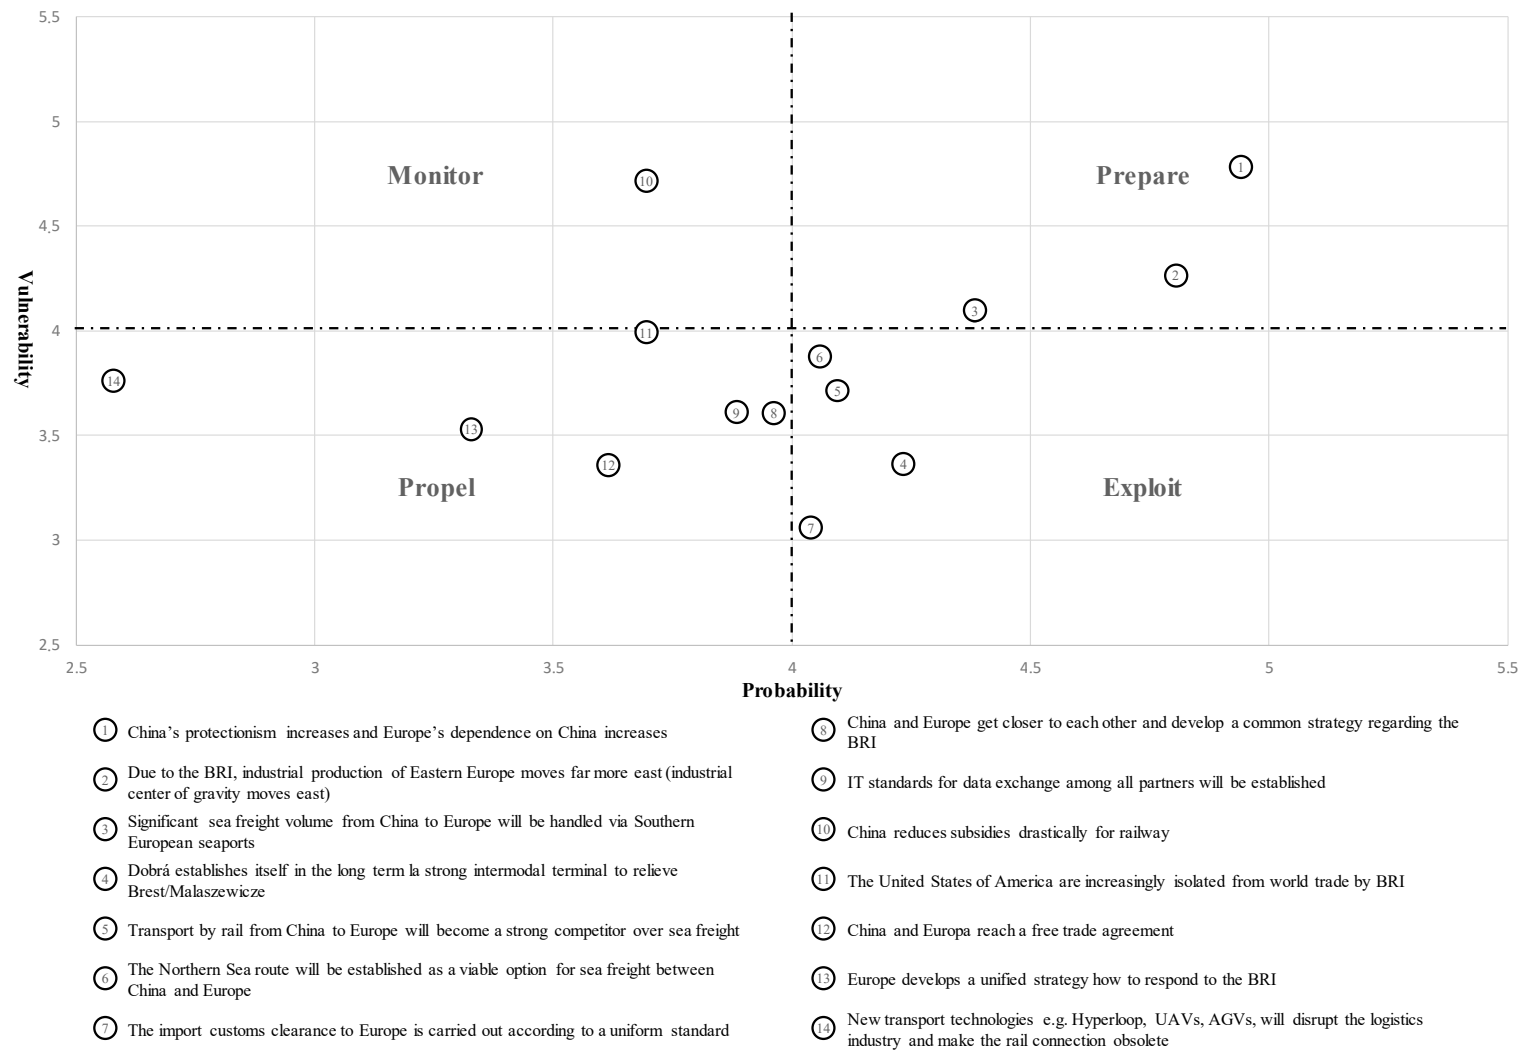 5.5
5
4.5
4
3.5
3
2.5
Vulnerability
Monitor
Prepare
Propel
Exploit
1
10
2
3
11
6
14
5
9
8
13
12
4
7
2.5
3
3.5
4
4.5
5
5.5
Probability
1 China's protectionism increases and Europe's dependence on China increases
2 Due to the BRI, industrial production of Eastern Europe moves far more east (industrial
center of gravity moves east)
3 Significant sea freight volume from China to Europe will be handled via Southern
European seaports
4 Dobrá establishes itself in the long term la strong intermodal terminal to relieve
Brest/Malaszewicze
5 Transport by rail from China to Europe will become a strong competitor over sea freight
6 The Northern Sea route will be established as a viable option for sea freight between
China and Europe
7 The import customs clearance to Europe is carried out according to a uniform standard
8 China and Europe get closer to each other and develop a common strategy regarding the
BRI
9 IT standards for data exchange among all partners will be established
10 China reduces subsidies drastically for railway
11 The United States of America are increasingly isolated from world trade by BRI
12 China and Europa reach a free trade agreement
13 Europe develops a unified strategy how to respond to the BRI
14 New transport technologies e.g. Hyperloop, UAVs, AGVs, will disrupt the logistics
industry and make the rail connection obsolete